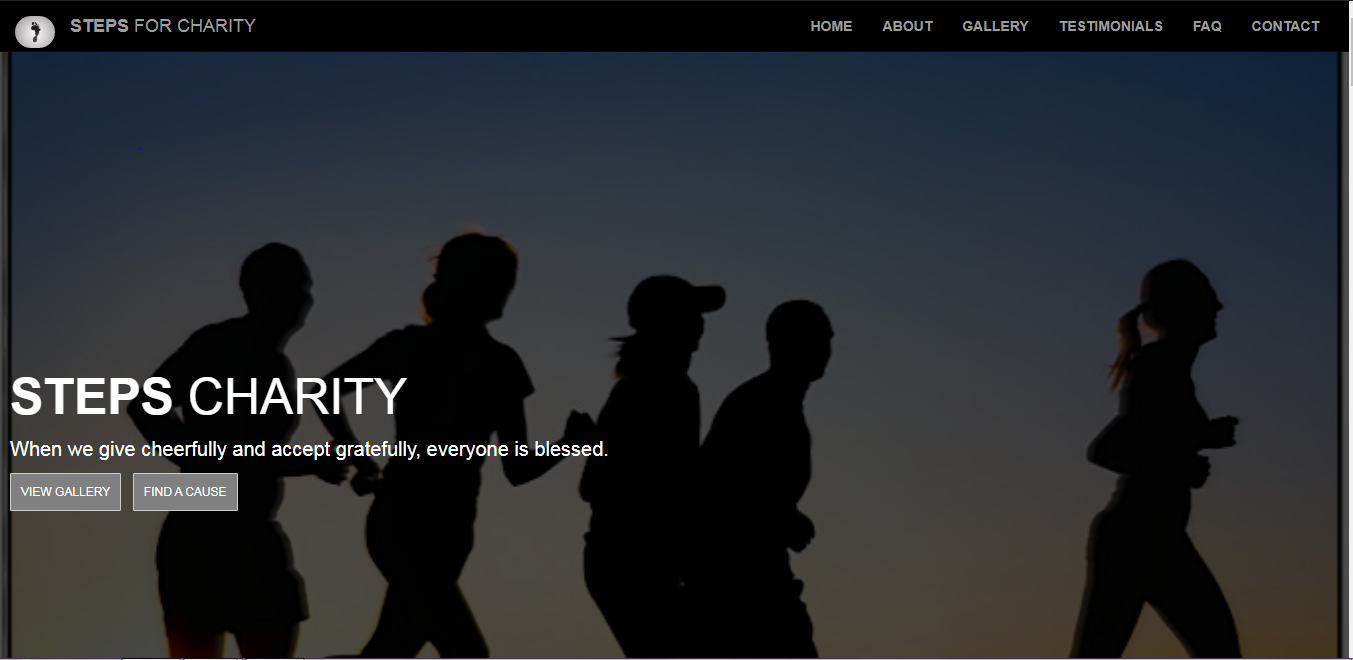 STEPS FOR CHARITY
HOME ABOUT GALLERY TESTIMONIALS FAQ CONTACT
STEPS CHARITY
When we give cheerfully and accept gratefully, everyone is blessed.
VIEW GALLERY FIND A CAUSE